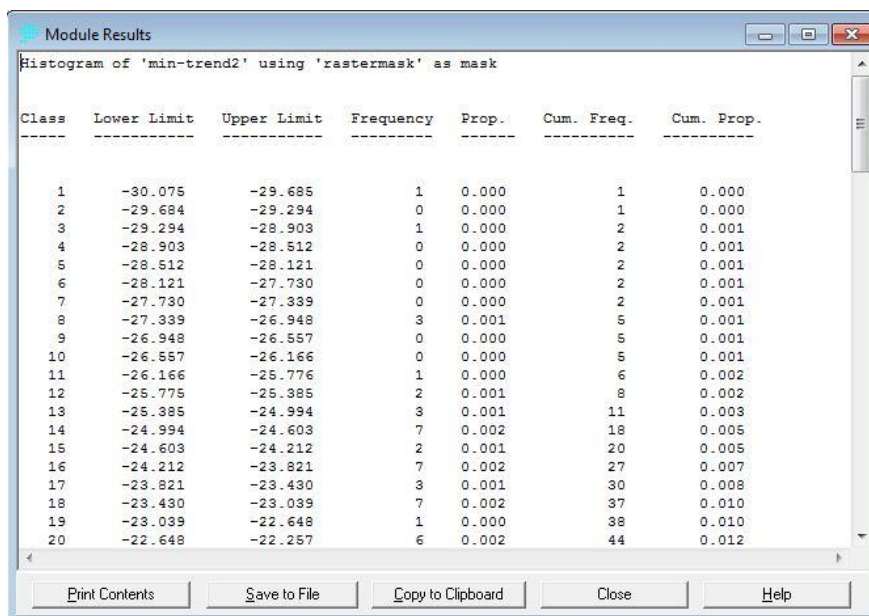 Module Results
Histogram of 'min-trend2' using 'rastermask' as mask
Class Lower Limit Upper Limit Frequency Prop. Cum. Freq. Cum. Prop.
----- ----------- ----------- --------- ------- ---------- ----------
1 -30.075 -29.685 1 0.000 1 0.000
2 -29.684 -29.294 0 0.000 1 0.000
3 -29.294 -28.903 1 0.000 2 0.001
4 -28.903 -28.512 0 0.000 2 0.001
5 -28.512 -28.121 0 0.000 2 0.001
6 -28.121 -27.730 0 0.000 2 0.001
7 -27.730 -27.339 0 0.000 2 0.001
8 -27.339 -26.948 3 0.001 5 0.001
9 -26.948 -26.557 0 0.000 5 0.001
10 -26.557 -26.166 0 0.000 5 0.001
11 -26.166 -25.776 1 0.000 6 0.002
12 -25.775 -25.385 2 0.001 8 0.002
13 -25.385 -24.994 3 0.001 11 0.003
14 -24.994 -24.603 7 0.002 18 0.005
15 -24.603 -24.212 2 0.001 20 0.005
16 -24.212 -23.821 7 0.002 27 0.007
17 -23.821 -23.430 3 0.001 30 0.008
18 -23.430 -23.039 7 0.002 37 0.010
19 -23.039 -22.648 1 0.000 38 0.010
20 -22.648 -22.257 6 0.002 44 0.012
Print Contents Save to File Copy to Clipboard Close Help